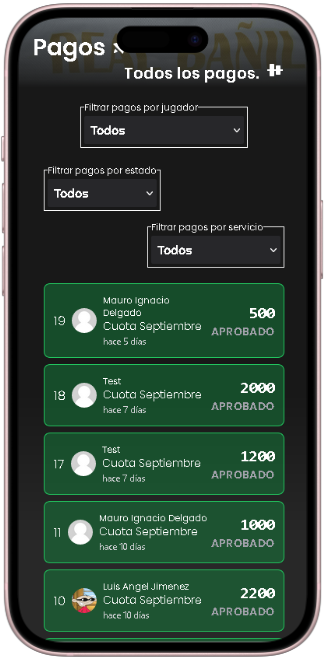 REAL BAÑIL
Pagos
Todos los pagos.
Filtrar pagos por jugador
Todos
Filtrar pagos por estado
Todos
Filtrar pagos por servicio
Todos
19
Mauro Ignacio
Delgado
Cuota Septiembre
hace 5 días
500
APROBADO
18
Test
Cuota Septiembre
hace 7 días
2000
APROBADO
17
Test
Cuota Septiembre
hace 7 días
1200
APROBADO
11
Mauro Ignacio Delgado
Cuota Septiembre
hace 10 días
1000
APROBADO
10
Luis Angel Jimenez
Cuota Septiembre
hace 10 días
2200
APROBADO